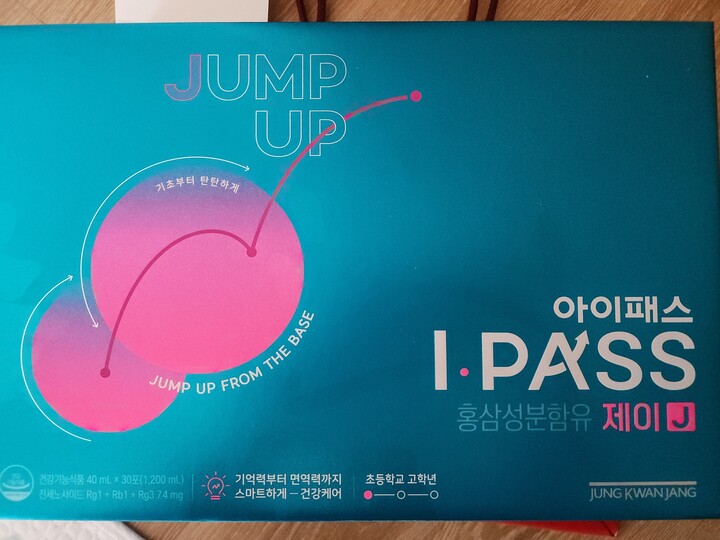 JUMP
UP
기초부터 탄탄하게
JUMP UP FROM THE BASE
아이패스
I·PASS
홍삼성분함유 제이 J
건강기능식품 40 mL × 30포(1,200 mL)
진세노사이드 Rg1 + Rb1 + Rg3 7.4 mg
기억력부터 면역력까지
스마트하게 – 건강케어
초등학교 고학년
JUNG KWAN JANG